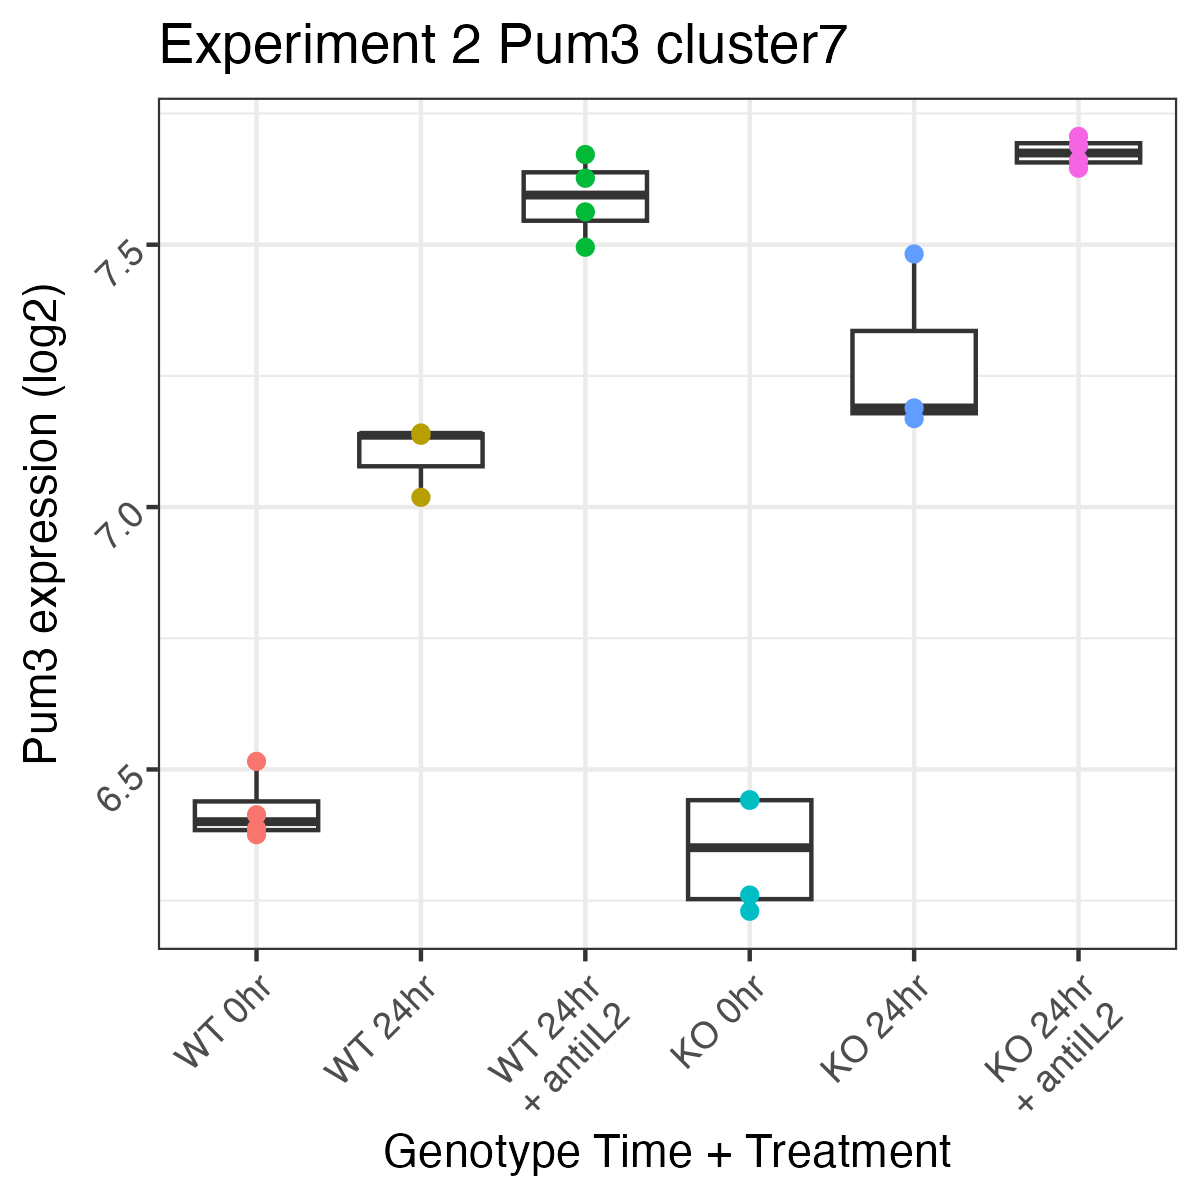 Experiment 2 Pum3 cluster7
Pum3 expression (log2)
7.5
7.0
6.5
WT 0hr
WT 24hr
WT 24hr
+ antiIL2
KO 0hr
KO 24hr
KO 24hr
+ antiIL2
Genotype Time + Treatment